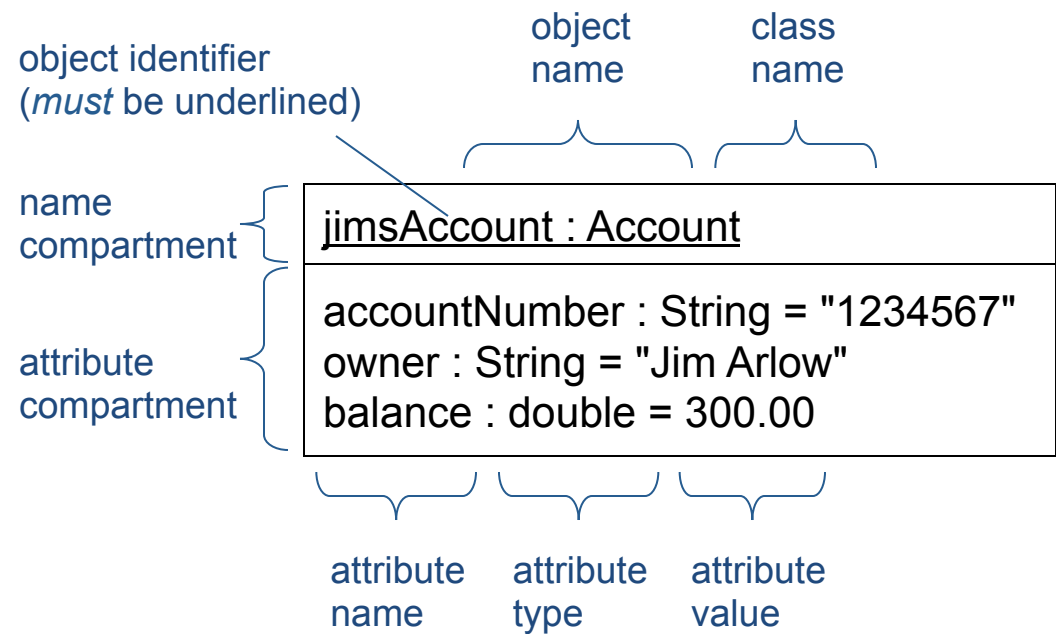 object
name
class
name
object identifier
(must be underlined)
name
compartment
jimsAccount : Account
attribute
compartment
accountNumber : String = "1234567"
owner : String = "Jim Arlow"
balance : double = 300.00
attribute
name
attribute
type
attribute
value